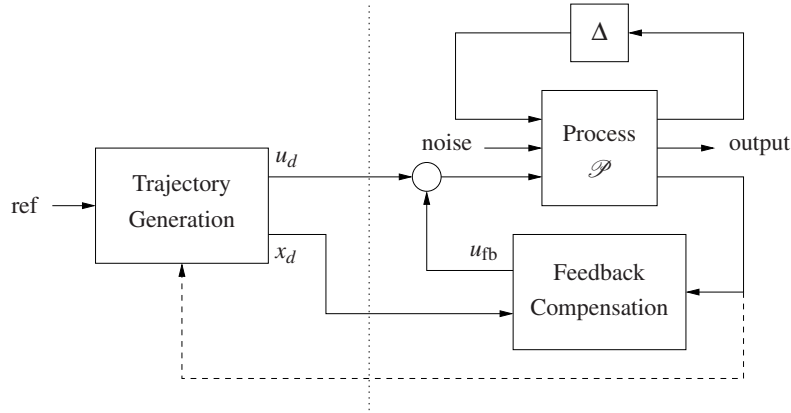 Δ
noise
Process
𝒫
output
u_d
Trajectory
Generation
ref
x_d
u_fb
Feedback
Compensation